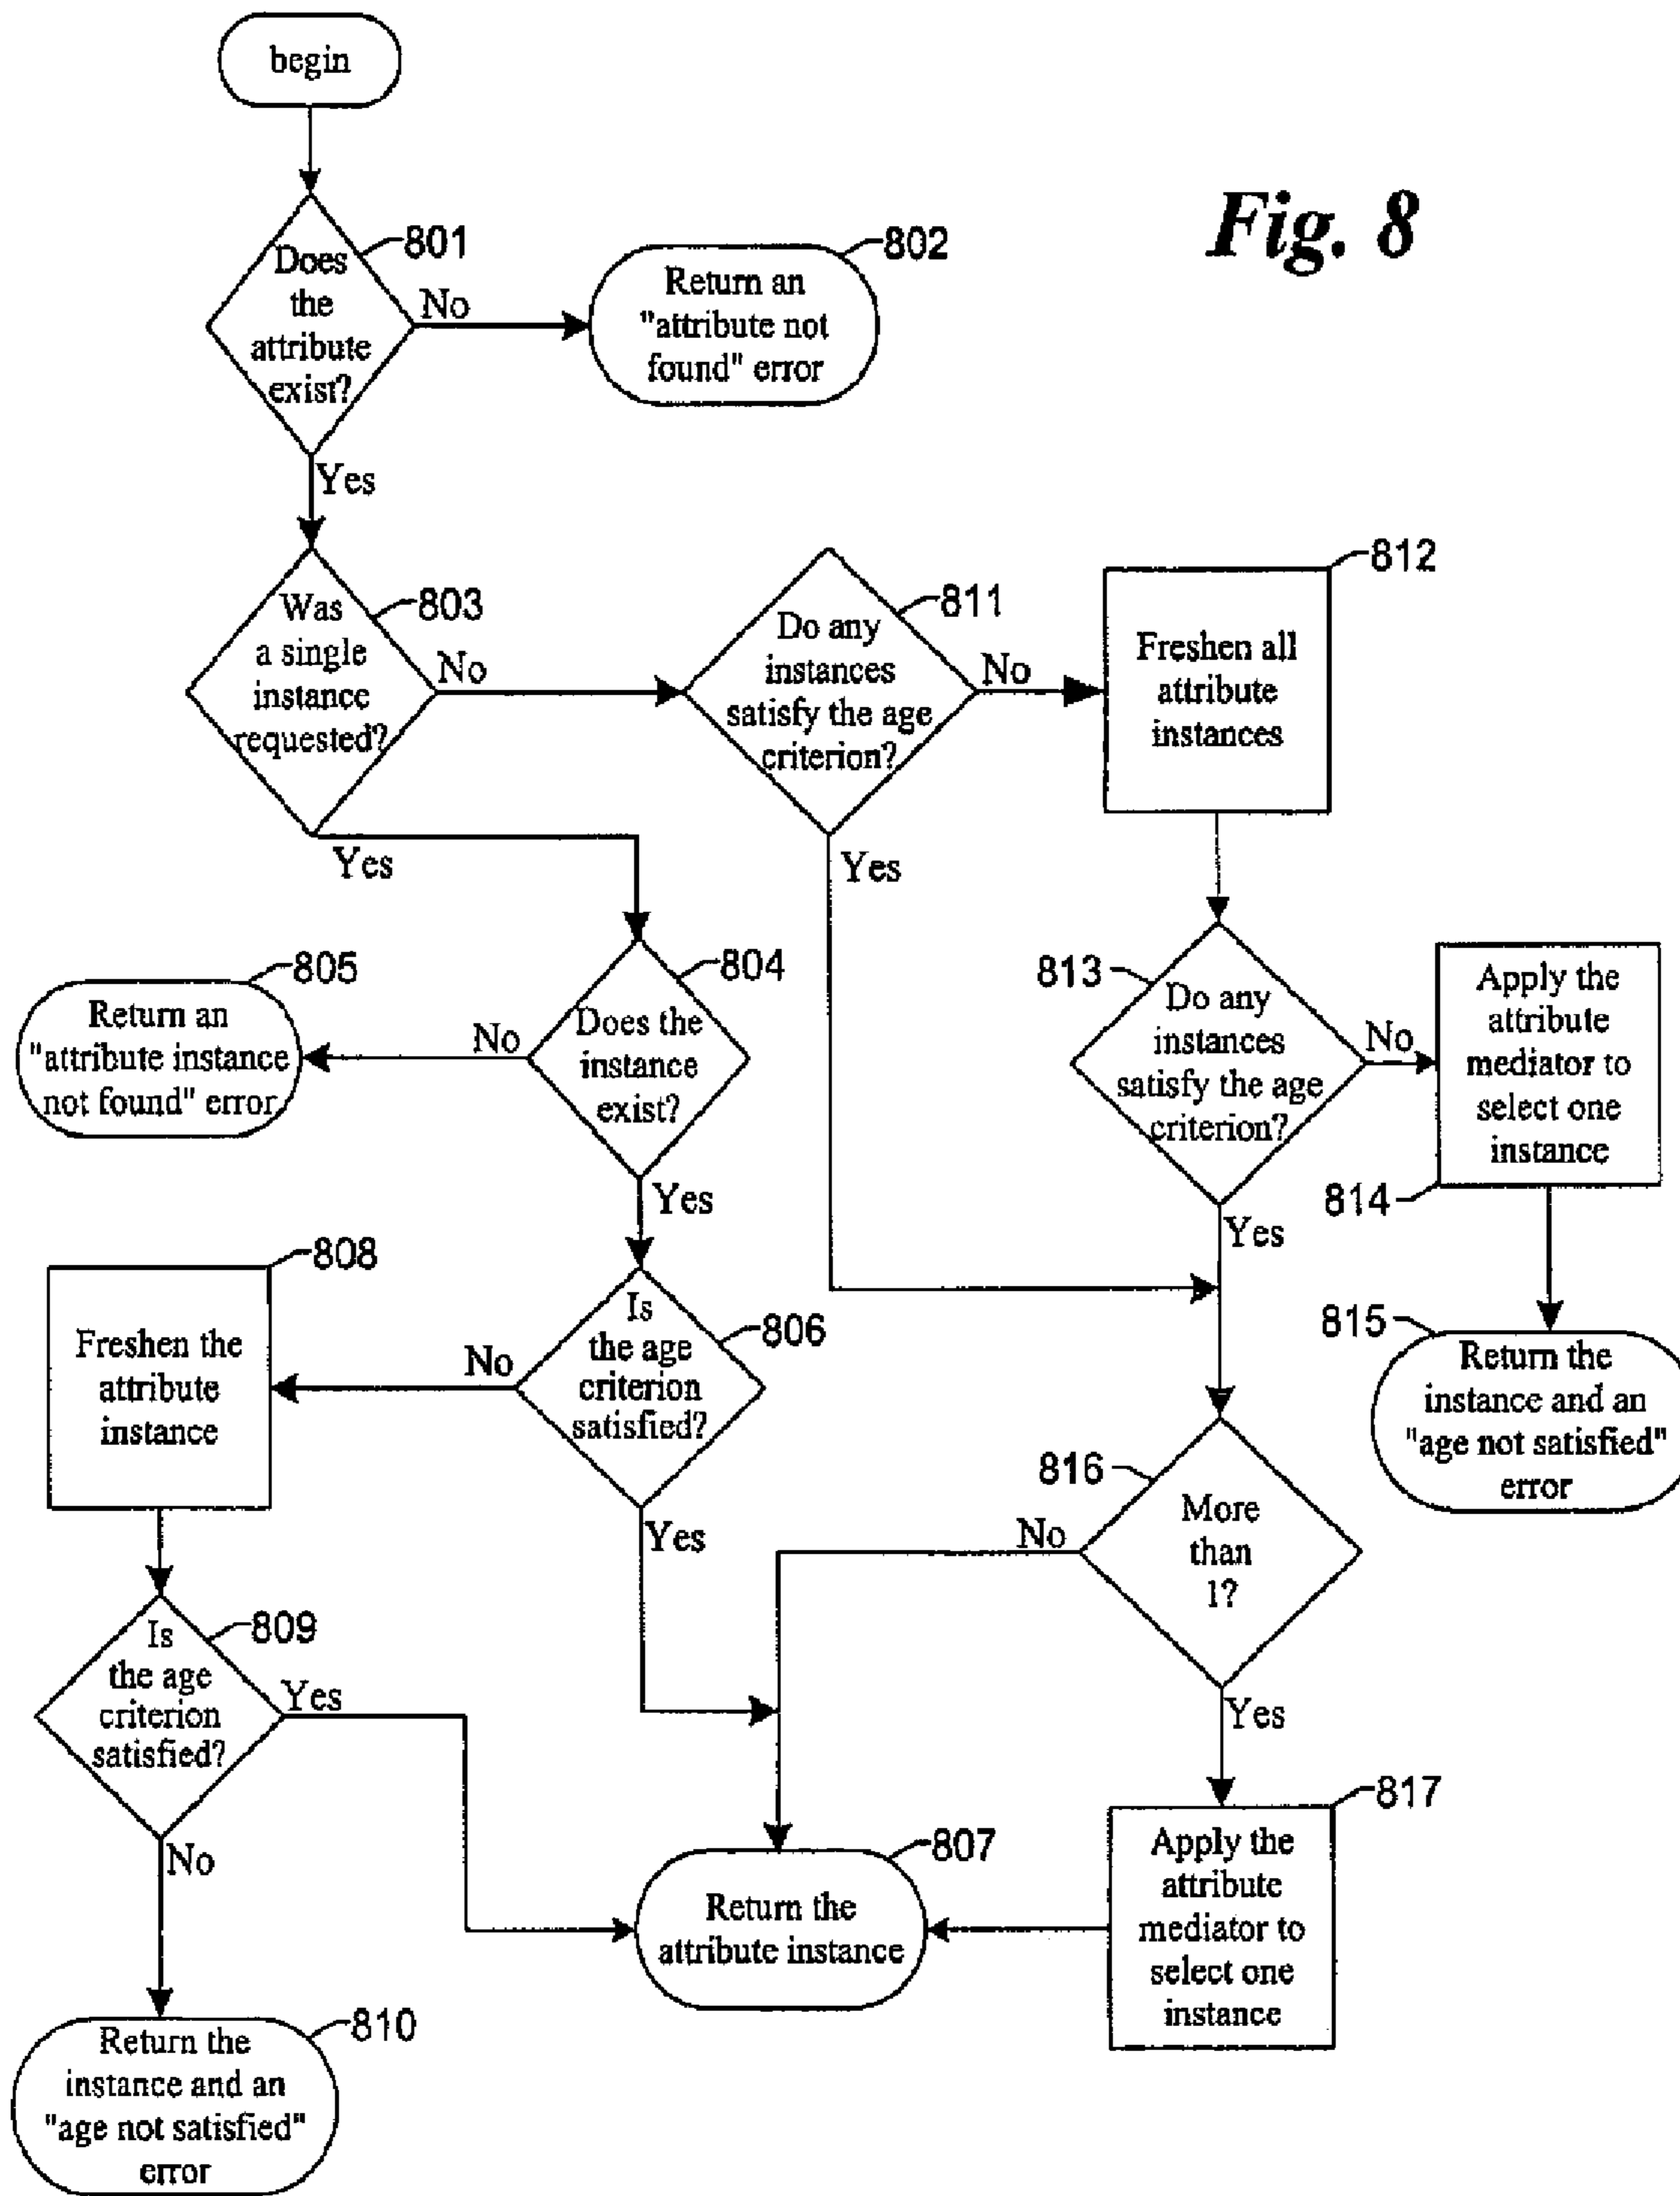 begin
Fig. 8
801
Does
the
attribute
exist?
No
802
Return an
"attribute not
found" error
Yes
803
Was
a single
instance
requested?
No
811
Do any
instances
satisfy the age
criterion?
No
812
Freshen all
attribute
instances
Yes
Yes
804
Does the
instance
exist?
No
805
Return an
"attribute instance
not found" error
Yes
813
Do any
instances
satisfy the age
criterion?
No
Apply the
attribute
mediator to
select one
instance
814
Yes
815
Return the
instance and an
"age not satisfied"
error
806
Is
the age
criterion
satisfied?
No
808
Freshen the
attribute
instance
Yes
816
More
than
1?
No
Yes
809
Is
the age
criterion
satisfied?
Yes
No
817
Apply the
attribute
mediator to
select one
instance
807
Return the
attribute instance
810
Return the
instance and an
"age not satisfied"
error